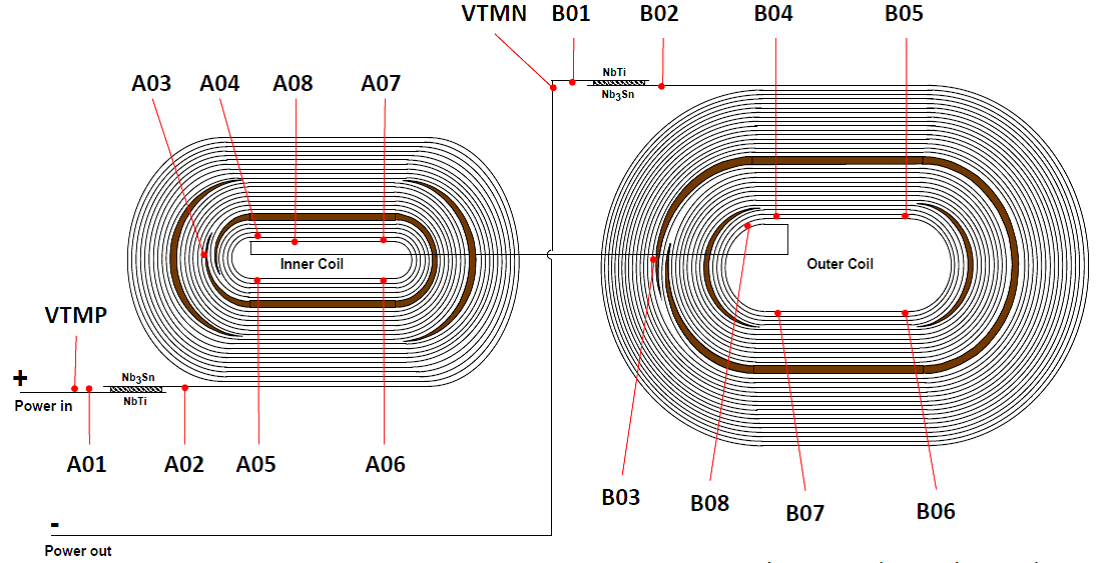 VTMN B01 B02 B04 B05
NbTi
Nb3Sn
A03 A04 A08 A07
Inner Coil
Outer Coil
VTMP
+
Power in
Nb3Sn
NbTi
A01 A02 A05 A06
B03 B08 B07 B06
-
Power out